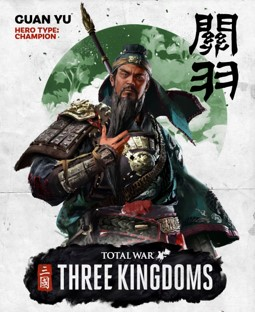 GUAN YU
HERO TYPE:
CHAMPION
關羽
TOTAL WAR
三國
THREE KINGDOMS